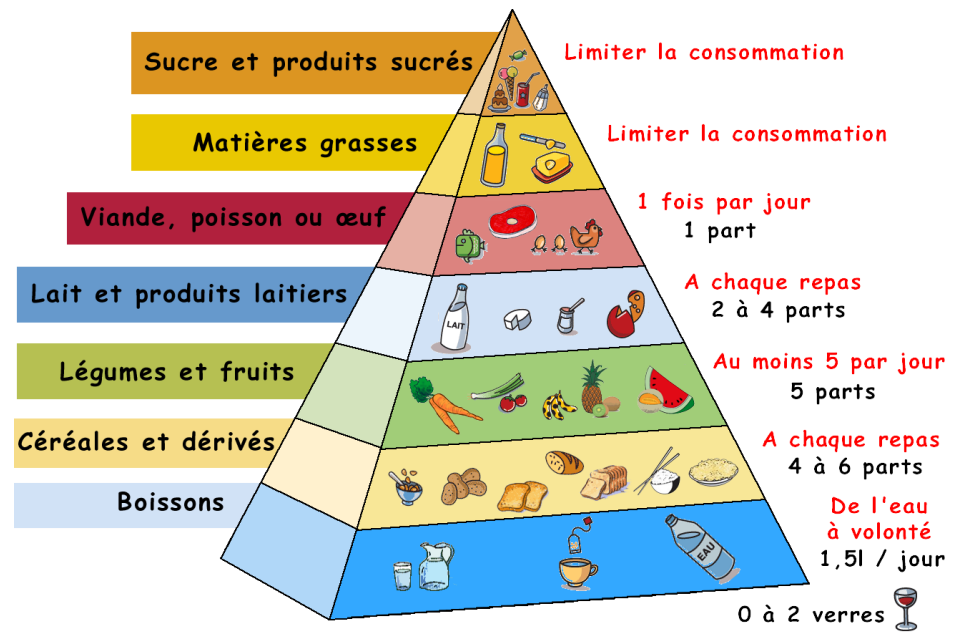 Sucre et produits sucrés
Limiter la consommation
Matières grasses
Limiter la consommation
Viande, poisson ou œuf
1 fois par jour
1 part
Lait et produits laitiers
A chaque repas
2 à 4 parts
LAIT
Légumes et fruits
Au moins 5 par jour
5 parts
Céréales et dérivés
A chaque repas
4 à 6 parts
Boissons
De l'eau
à volonté
1,5l / jour
EAU
0 à 2 verres